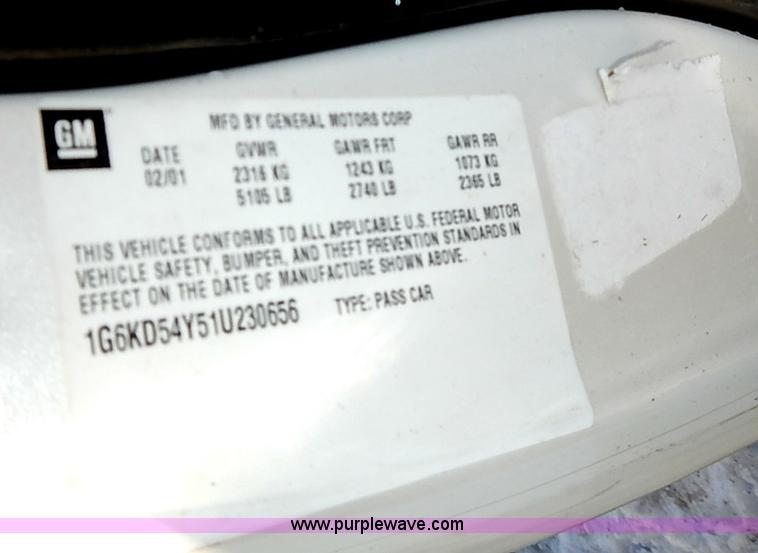 GM
MFD BY GENERAL MOTORS CORP
DATE GVWR GAWR FRT GAWR RR
02/01 2316 KG 1243 KG 1073 KG
5105 LB 2740 LB 2365 LB
THIS VEHICLE CONFORMS TO ALL APPLICABLE U.S. FEDERAL MOTOR
VEHICLE SAFETY, BUMPER, AND THEFT PREVENTION STANDARDS IN
EFFECT ON THE DATE OF MANUFACTURE SHOWN ABOVE.
1G6KD54Y51U230656 TYPE: PASS CAR
www.purplewave.com